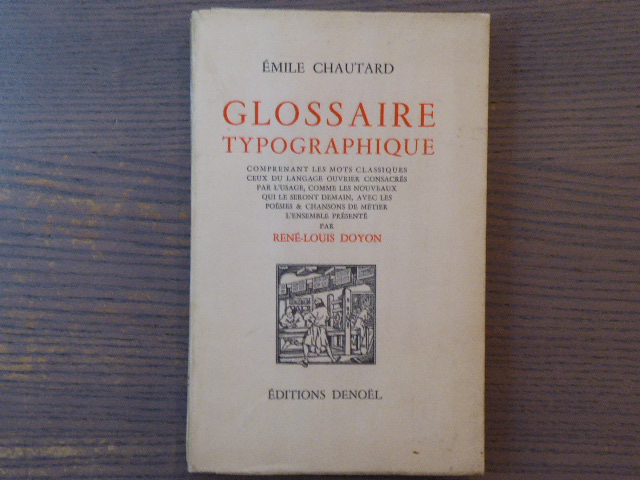 ÉMILE CHAUTARD
GLOSSAIRE
TYPOGRAPHIQUE
COMPRENANT LES MOTS CLASSIQUES
CEUX DU LANGAGE OUVRIER CONSACRÉS
PAR L'USAGE, COMME LES NOUVEAUX
QUI LE SERONT DEMAIN, AVEC LES
POÉSIES & CHANSONS DE MÉTIER
L'ENSEMBLE PRÉSENTÉ
PAR
RENÉ-LOUIS DOYON
ÉDITIONS DENOËL